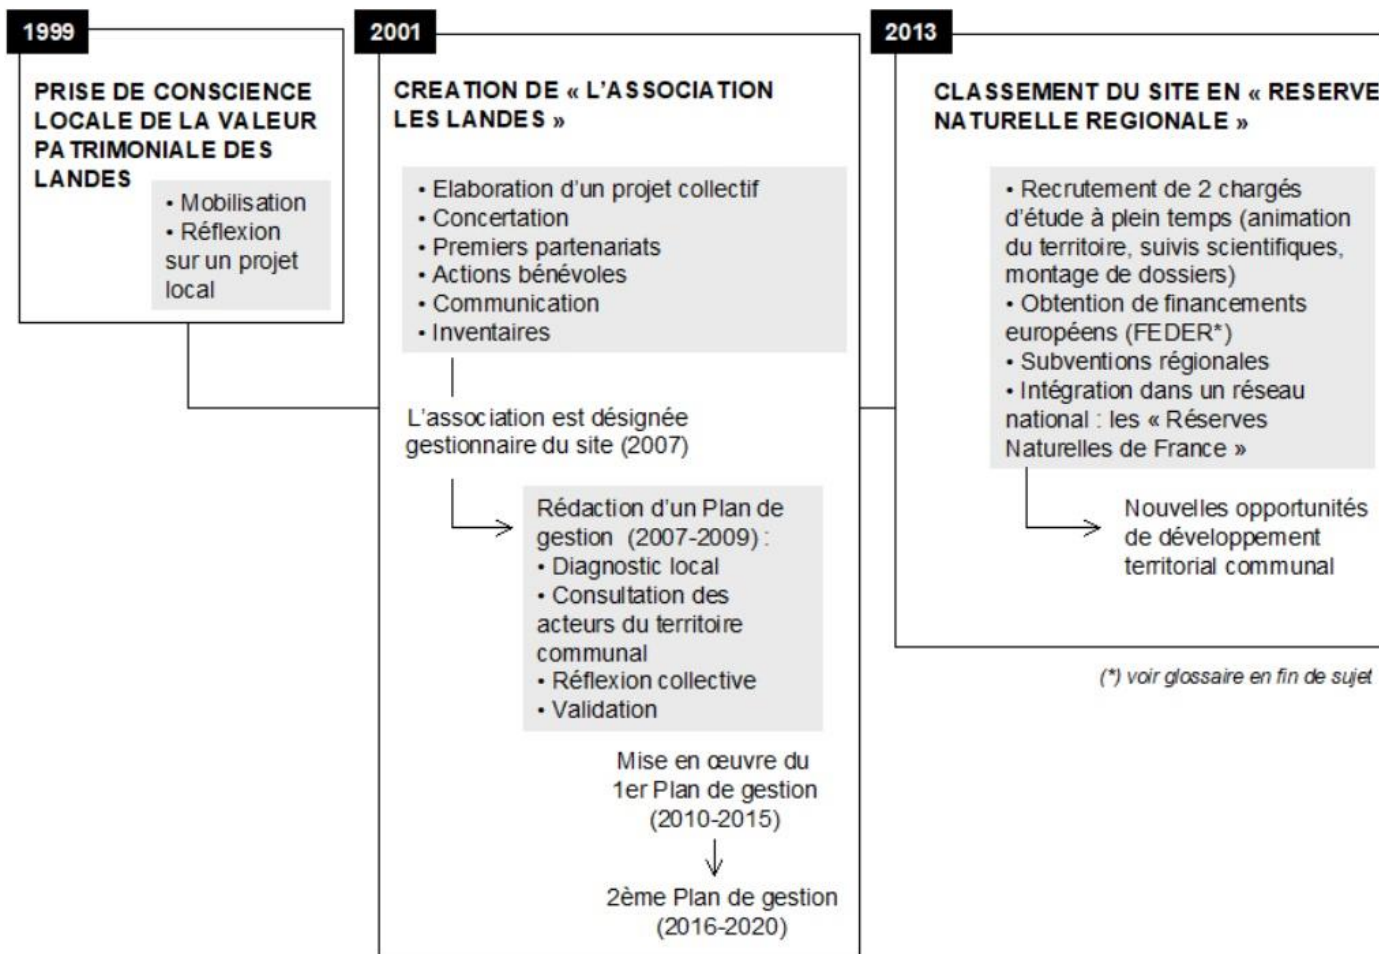 1999
PRISE DE CONSCIENCE
LOCALE DE LA VALEUR
PATRIMONIALE DES
LANDES
• Mobilisation
• Réflexion
sur un projet
local
2001
CREATION DE « L'ASSOCIATION
LES LANDES »
• Elaboration d'un projet collectif
• Concertation
• Premiers partenariats
• Actions bénévoles
• Communication
• Inventaires
L'association est désignée
gestionnaire du site (2007)
Rédaction d'un Plan de
gestion (2007-2009) :
• Diagnostic local
• Consultation des
acteurs du territoire
communal
• Réflexion collective
• Validation
Mise en œuvre du
1er Plan de gestion
(2010-2015)
2ème Plan de gestion
(2016-2020)
2013
CLASSEMENT DU SITE EN « RESERVE
NATURELLE REGIONALE »
• Recrutement de 2 chargés
d'étude à plein temps (animation
du territoire, suivis scientifiques,
montage de dossiers)
• Obtention de financements
européens (FEDER*)
• Subventions régionales
• Intégration dans un réseau
national : les « Réserves
Naturelles de France »
Nouvelles opportunités
de développement
territorial communal
(*) voir glossaire en fin de sujet